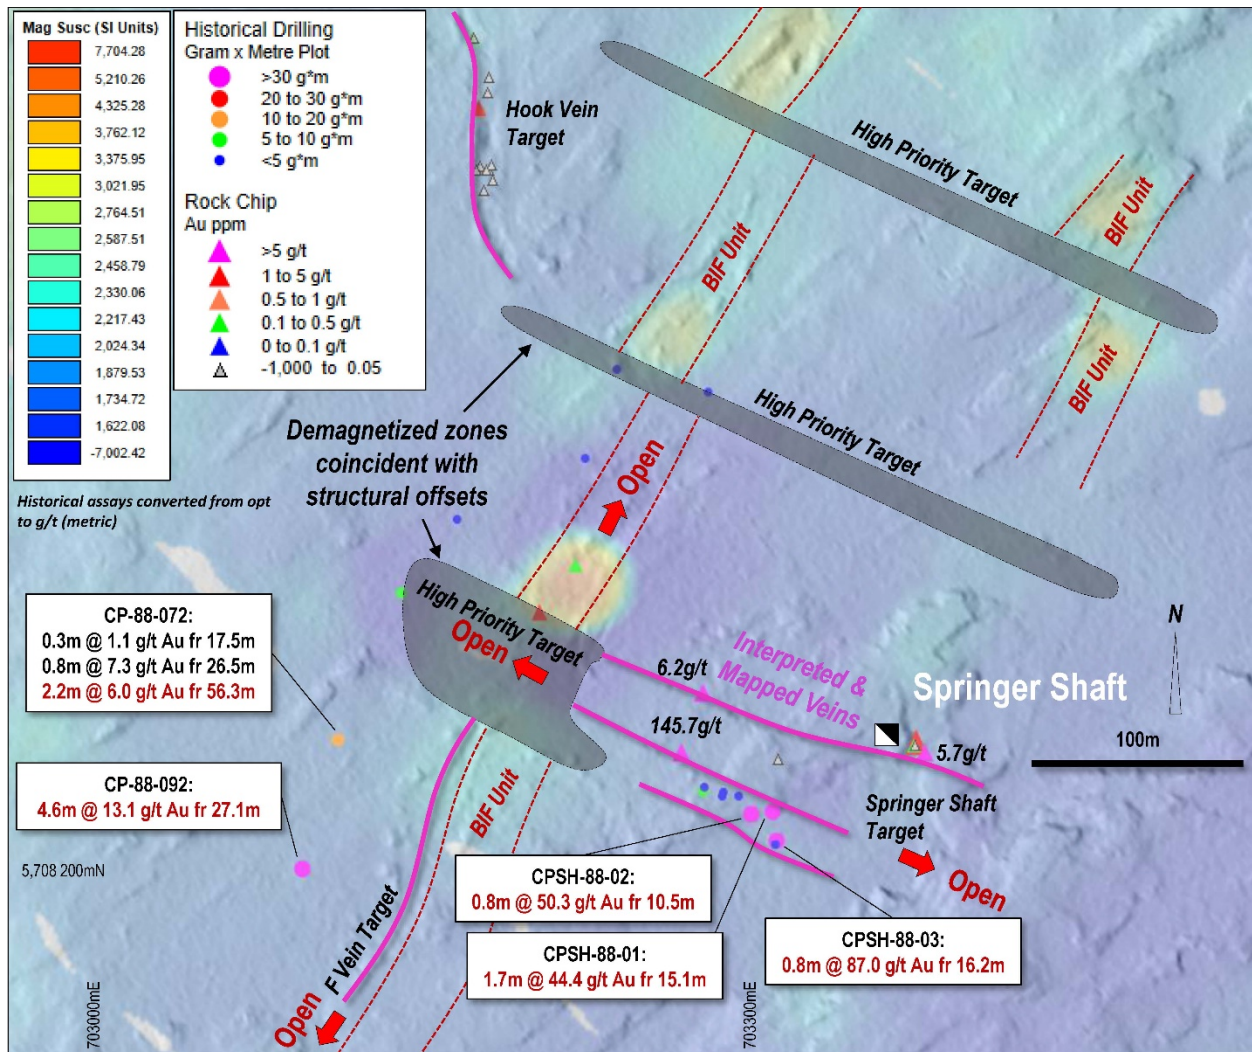 Mag Susc (SI Units)
7,704.28
5,210.26
4,325.28
3,762.12
3,375.95
3,021.95
2,764.51
2,587.51
2,458.79
2,330.06
2,217.43
2,024.34
1,879.53
1,734.72
1,622.08
-7,002.42
Historical Drilling
Gram x Metre Plot
>30 g*m
20 to 30 g*m
10 to 20 g*m
5 to 10 g*m
<5 g*m
Rock Chip
Au ppm
>5 g/t
1 to 5 g/t
0.5 to 1 g/t
0.1 to 0.5 g/t
0 to 0.1 g/t
-1,000 to 0.05
Historical assays converted from opt
to g/t (metric)
Hook Vein
Target
High Priority Target
BIF Unit
BIF Unit
BIF Unit
High Priority Target
Demagnetized zones
coincident with
structural offsets
Open
High Priority Target
Open
Interpreted &
Mapped Veins
6.2g/t
145.7g/t
Springer Shaft
5.7g/t
N
100m
Springer Shaft
Target
Open
CP-88-072:
0.3m @ 1.1 g/t Au fr 17.5m
0.8m @ 7.3 g/t Au fr 26.5m
2.2m @ 6.0 g/t Au fr 56.3m
CP-88-092:
4.6m @ 13.1 g/t Au fr 27.1m
BIF Unit
F Vein Target
Open
5,708 200mN
CPSH-88-02:
0.8m @ 50.3 g/t Au fr 10.5m
CPSH-88-01:
1.7m @ 44.4 g/t Au fr 15.1m
CPSH-88-03:
0.8m @ 87.0 g/t Au fr 16.2m
703000mE
703300mE